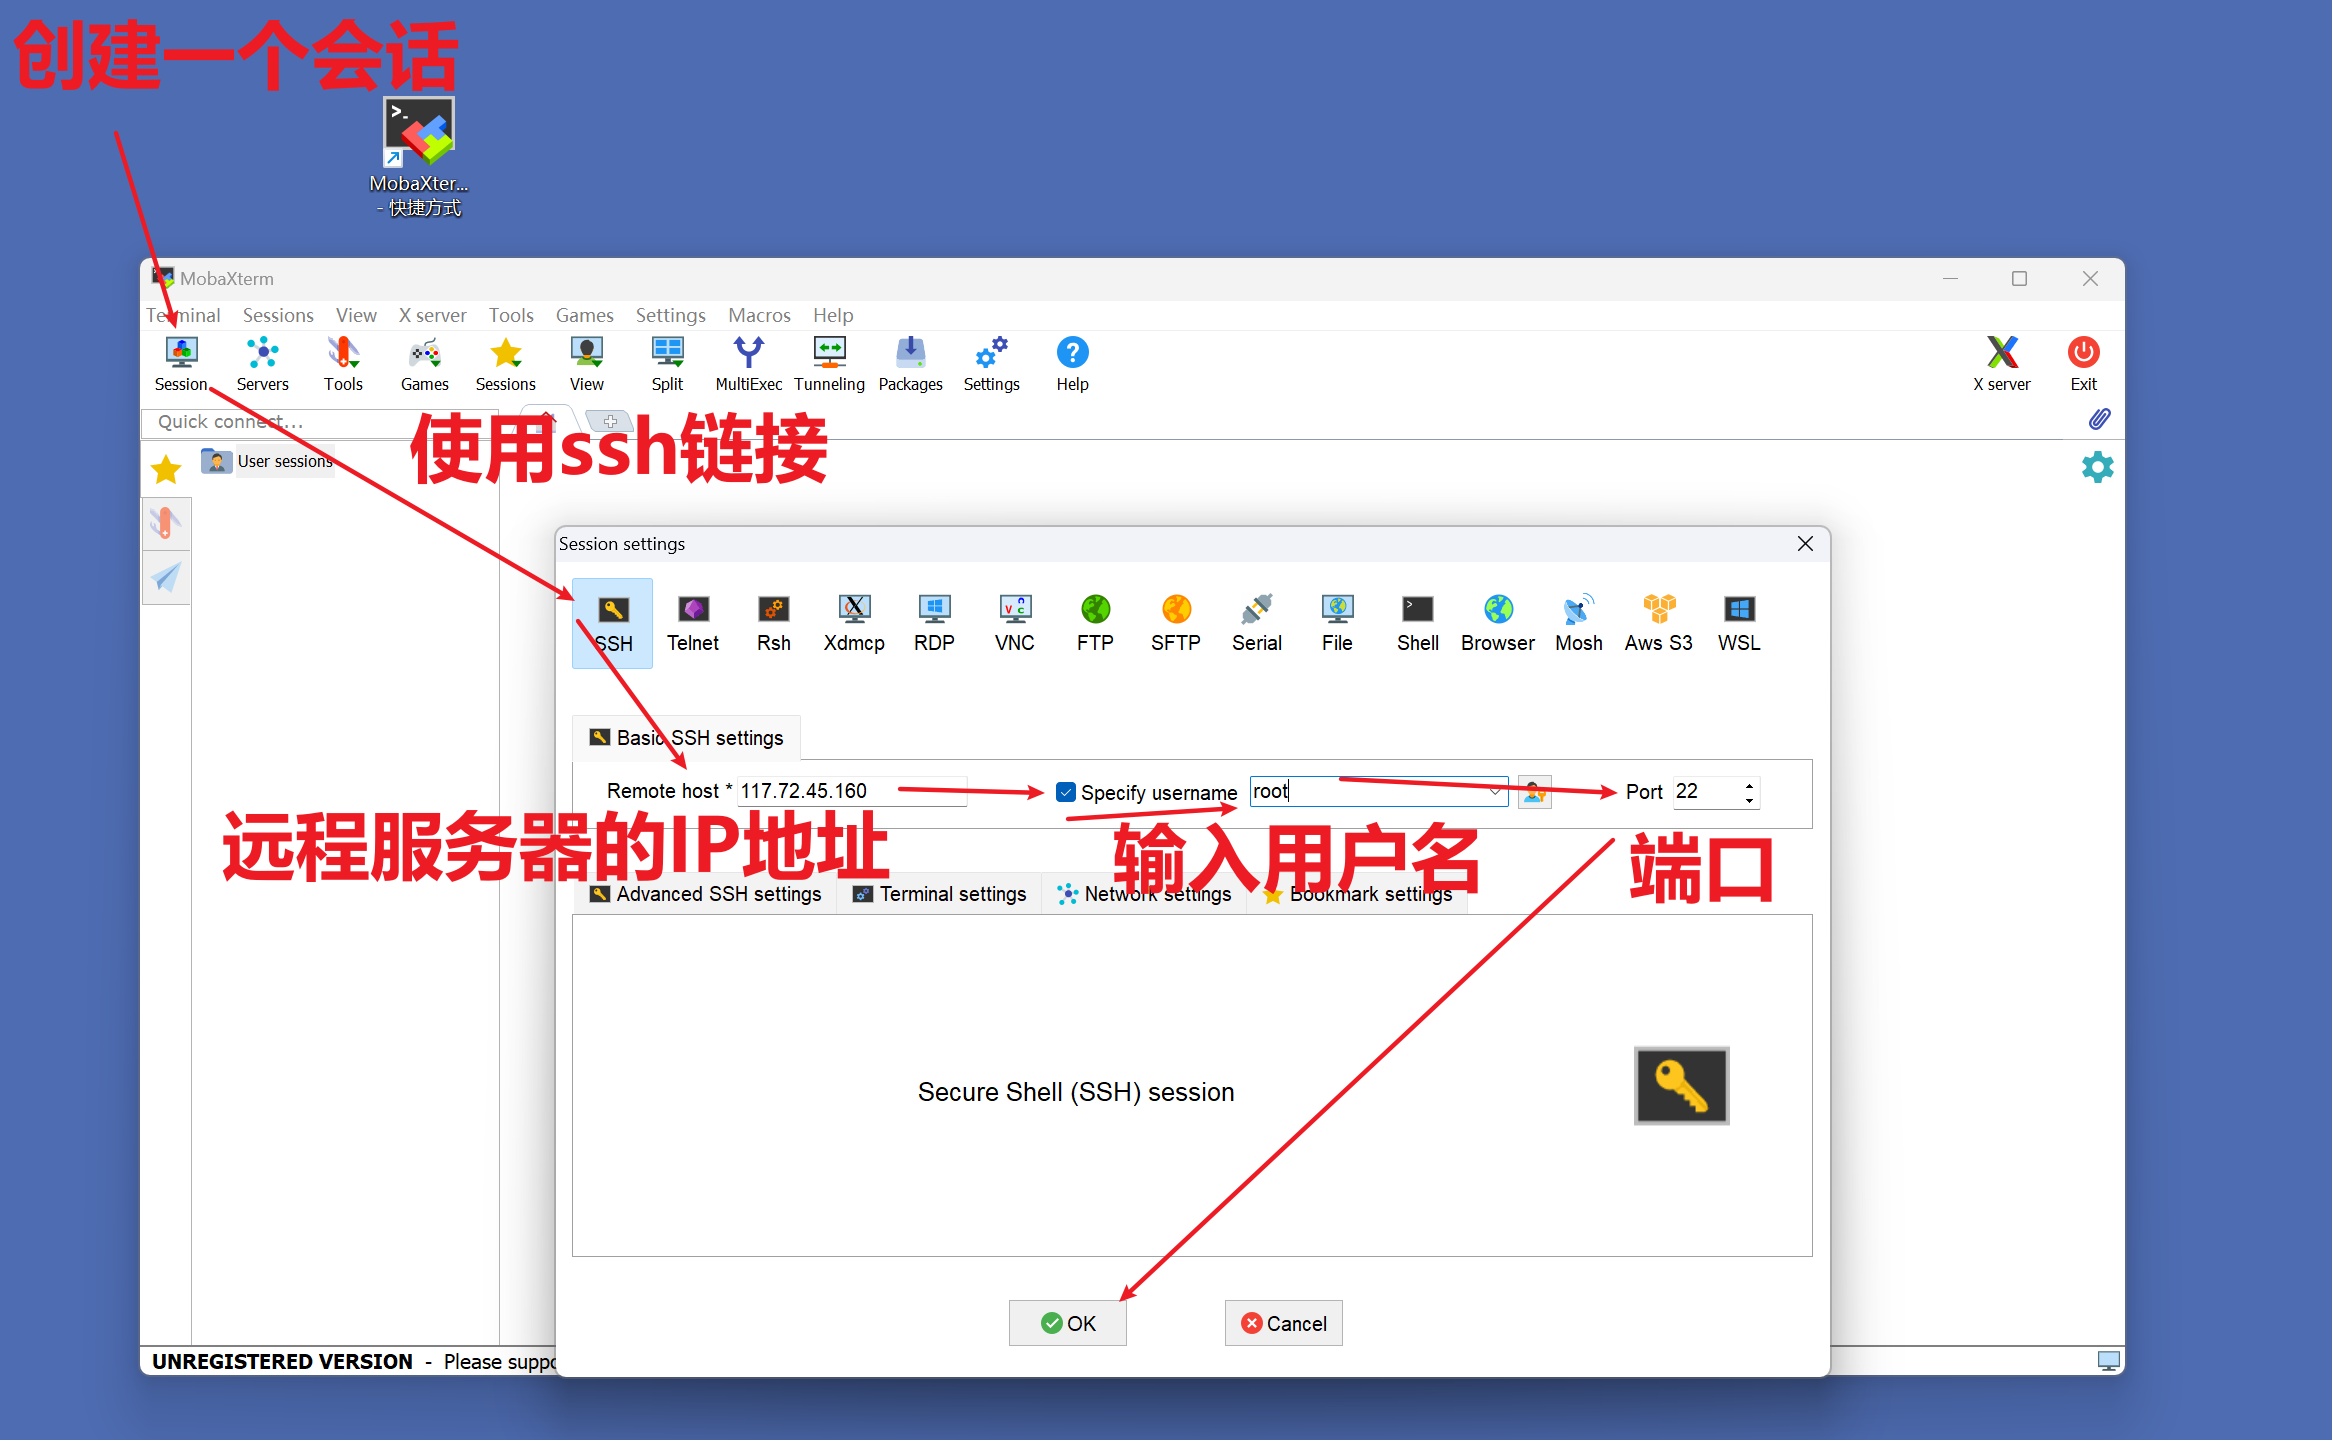 创建一个会话
MobaXter...
- 快捷方式
MobaXterm
Terminal Sessions View X server Tools Games Settings Macros Help
Session Servers Tools Games Sessions View Split MultiExec Tunneling Packages Settings Help X server Exit
Quick connect...
使用ssh链接
User sessions
Session settings
SSH Telnet Rsh Xdmcp RDP VNC FTP SFTP Serial File Shell Browser Mosh Aws S3 WSL
Basic SSH settings
Remote host * 117.72.45.160 Specify username root Port 22
远程服务器的IP地址 输入用户名 端口
Advanced SSH settings Terminal settings Network settings Bookmark settings
Secure Shell (SSH) session
OK Cancel
UNREGISTERED VERSION - Please suppo